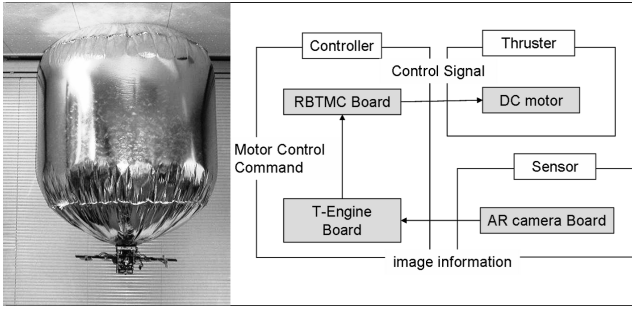 Controller
Thruster
Control Signal
RBTMC Board
DC motor
Motor Control
Command
Sensor
T-Engine
Board
AR camera Board
image information